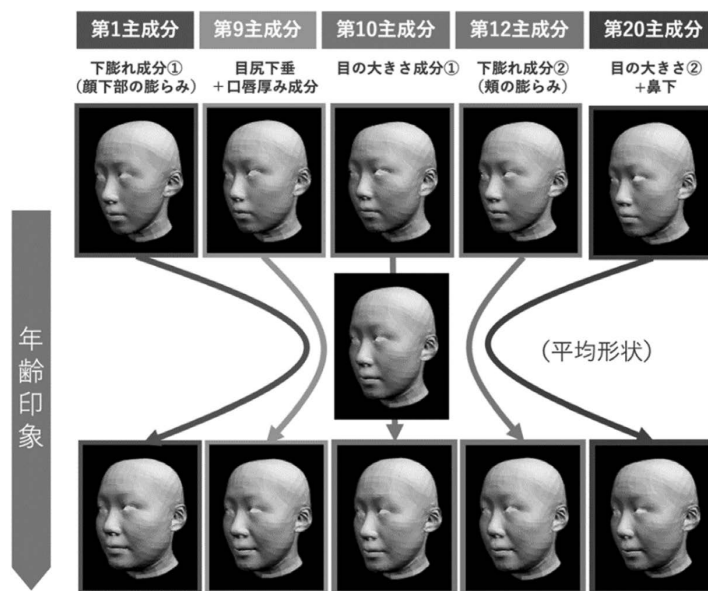 第1主成分
第9主成分
第10主成分
第12主成分
第20主成分
下膨れ成分①
(顔下部の膨らみ)
目尻下垂
+口唇厚み成分
目の大きさ成分①
下膨れ成分②
(頬の膨らみ)
目の大きさ②
+鼻下
年齢印象
(平均形状)